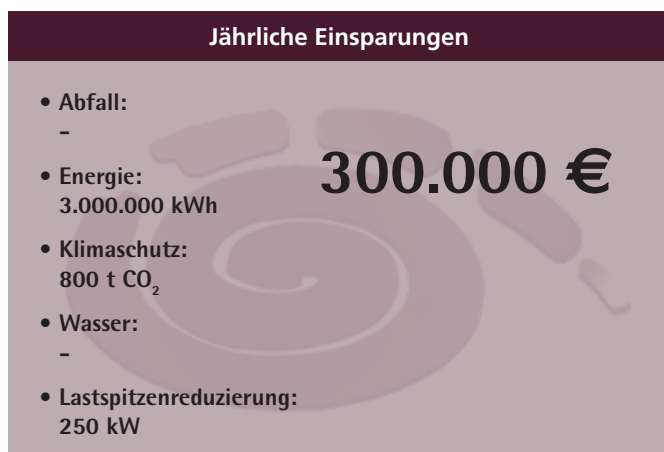 Jährliche Einsparungen
• Abfall:
–
300.000 €
• Energie:
3.000.000 kWh
• Klimaschutz:
800 t CO₂
• Wasser:
–
• Lastspitzenreduzierung:
250 kW